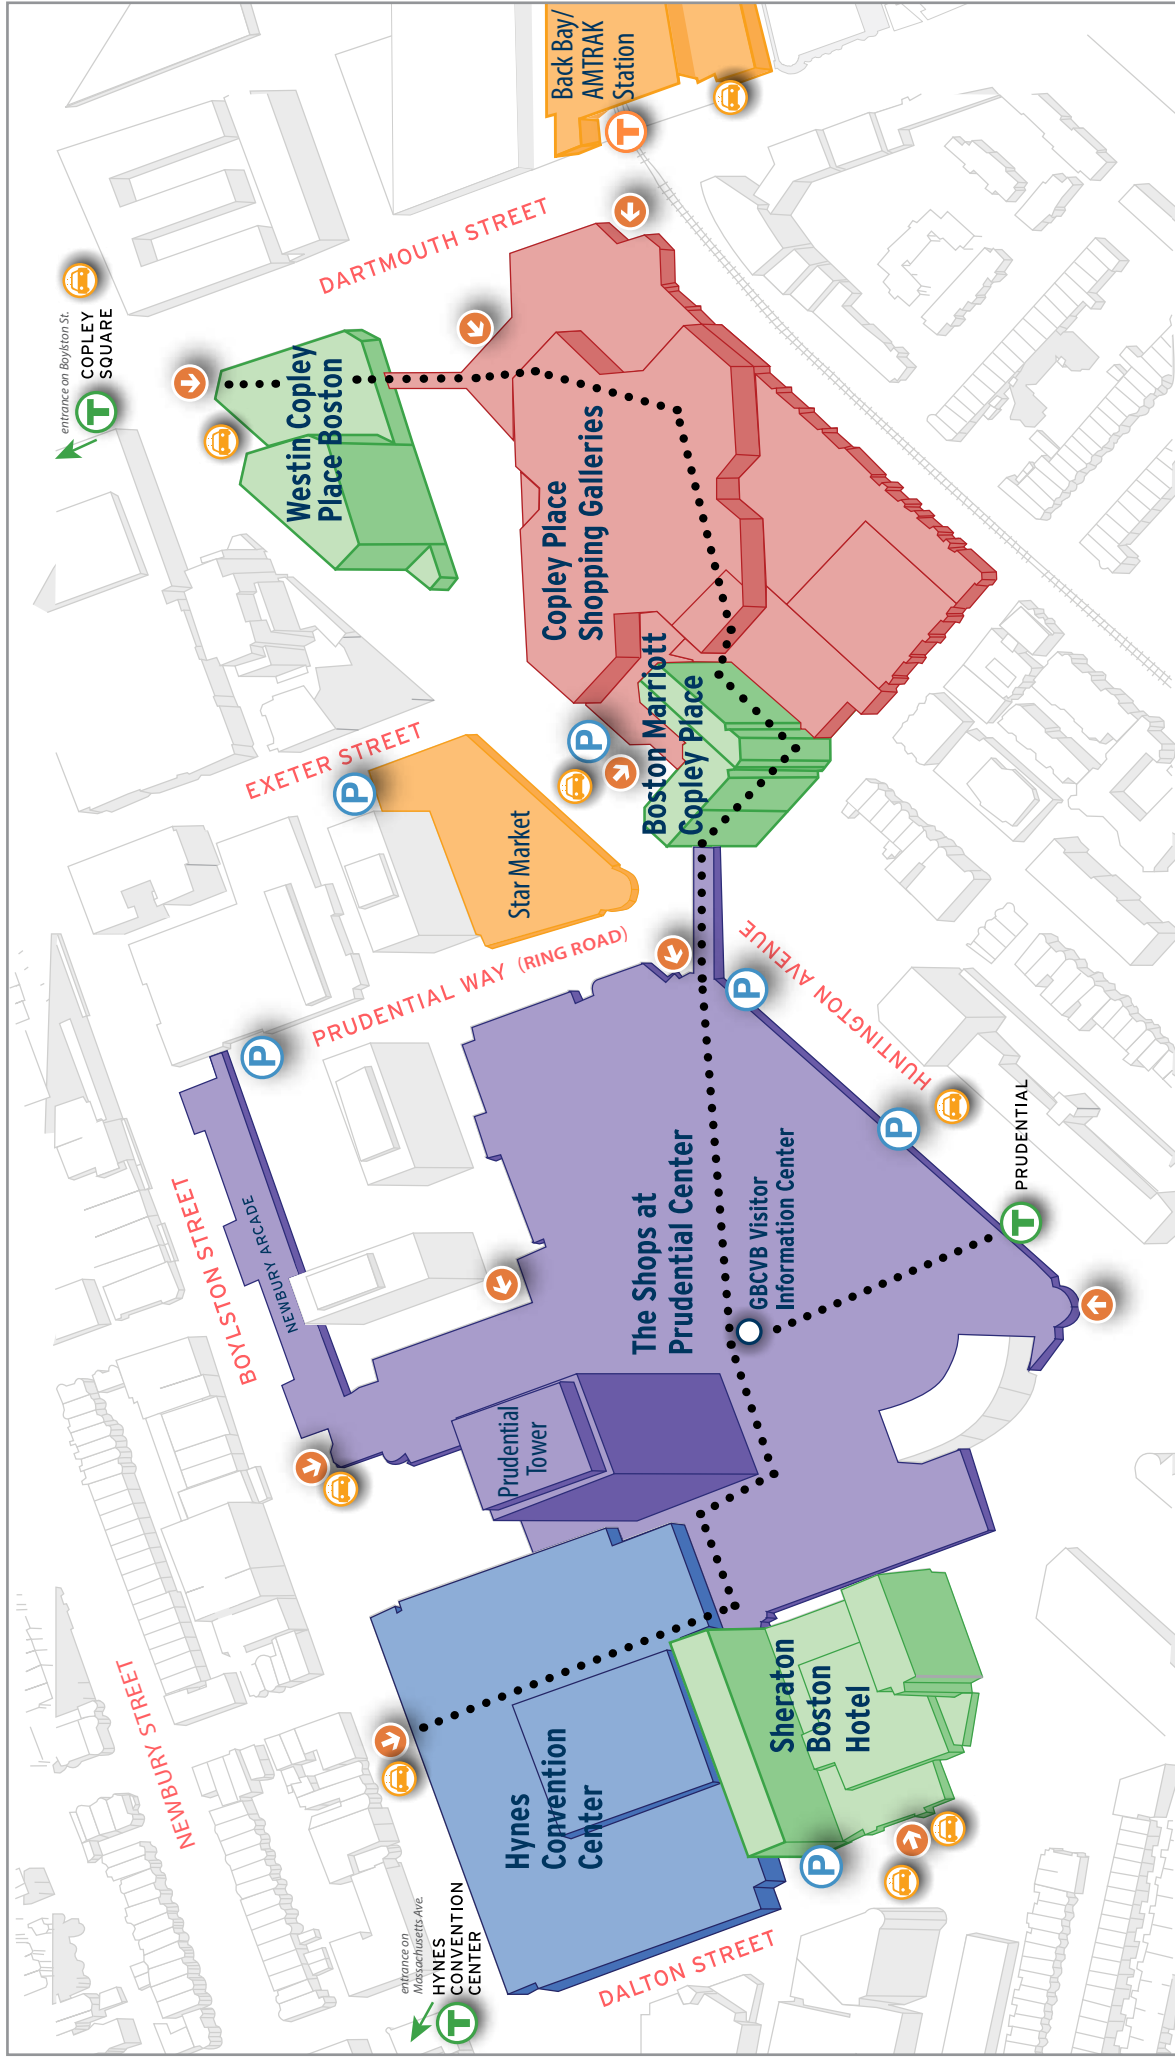 entrance on
Massachusetts Ave.
HYNES
CONVENTION
CENTER
T
NEWBURY STREET
BOYLSTON STREET
NEWBURY ARCADE
entrance on Boylston St.
COPLEY
SQUARE
T
Westin Copley
Place Boston
DARTMOUTH STREET
EXETER STREET
P
PRUDENTIAL WAY (RING ROAD)
P
Star Market
Hynes
Convention
Center
Prudential
Tower
The Shops at
Prudential Center
GBCVB Visitor
Information Center
Copley Place
Shopping Galleries
P
Boston Marriott
Copley Place
Back Bay/
AMTRAK
Station
T
DALTON STREET
Sheraton
Boston
Hotel
P
P
HUNTINGTON AVENUE
P
T
PRUDENTIAL